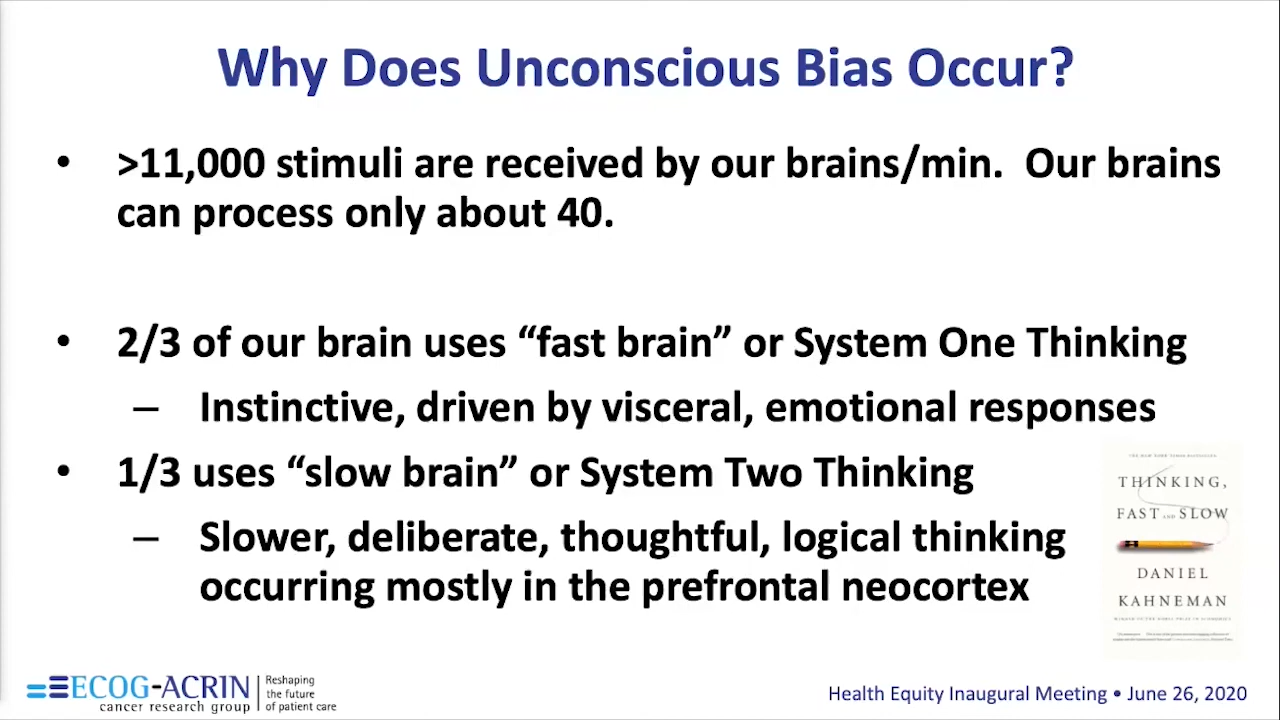 Why Does Unconscious Bias Occur?
• >11,000 stimuli are received by our brains/min. Our brains
can process only about 40.
• 2/3 of our brain uses “fast brain” or System One Thinking
– Instinctive, driven by visceral, emotional responses
• 1/3 uses “slow brain” or System Two Thinking
– Slower, deliberate, thoughtful, logical thinking
occurring mostly in the prefrontal neocortex
THINKING,
FAST AND SLOW
DANIEL
KAHNEMAN
ECOG-ACRIN
cancer research group
Reshaping
the future
of patient care
Health Equity Inaugural Meeting • June 26, 2020